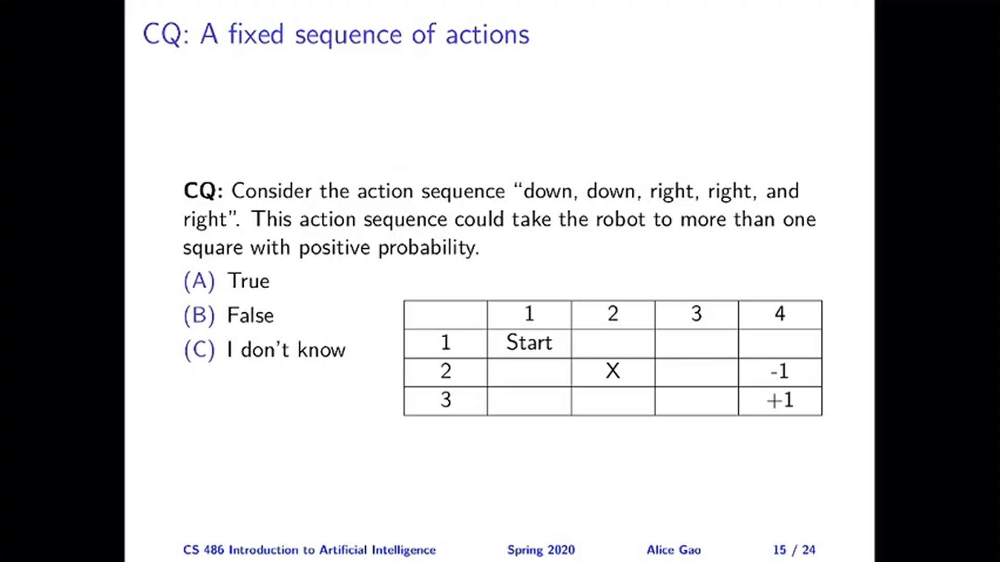 CQ: A fixed sequence of actions
CQ: Consider the action sequence “down, down, right, right, and
right”. This action sequence could take the robot to more than one
square with positive probability.
(A) True
(B) False
(C) I don’t know
1 2 3 4
1 Start
2 X -1
3 +1
CS 486 Introduction to Artificial Intelligence Spring 2020 Alice Gao 15 / 24